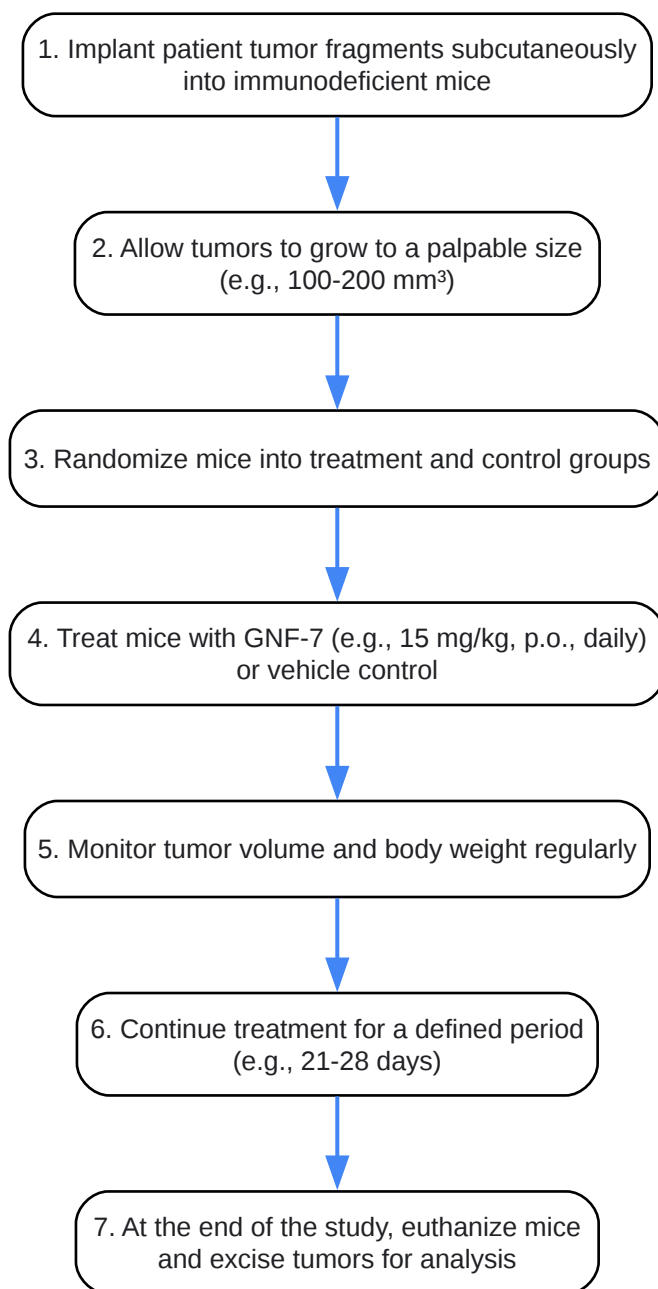 1. Implant patient tumor fragments subcutaneously
into immunodeficient mice
2. Allow tumors to grow to a palpable size
(e.g., 100-200 mm³)
3. Randomize mice into treatment and control groups
4. Treat mice with GNF-7 (e.g., 15 mg/kg, p.o., daily)
or vehicle control
5. Monitor tumor volume and body weight regularly
6. Continue treatment for a defined period
(e.g., 21-28 days)
7. At the end of the study, euthanize mice
and excise tumors for analysis